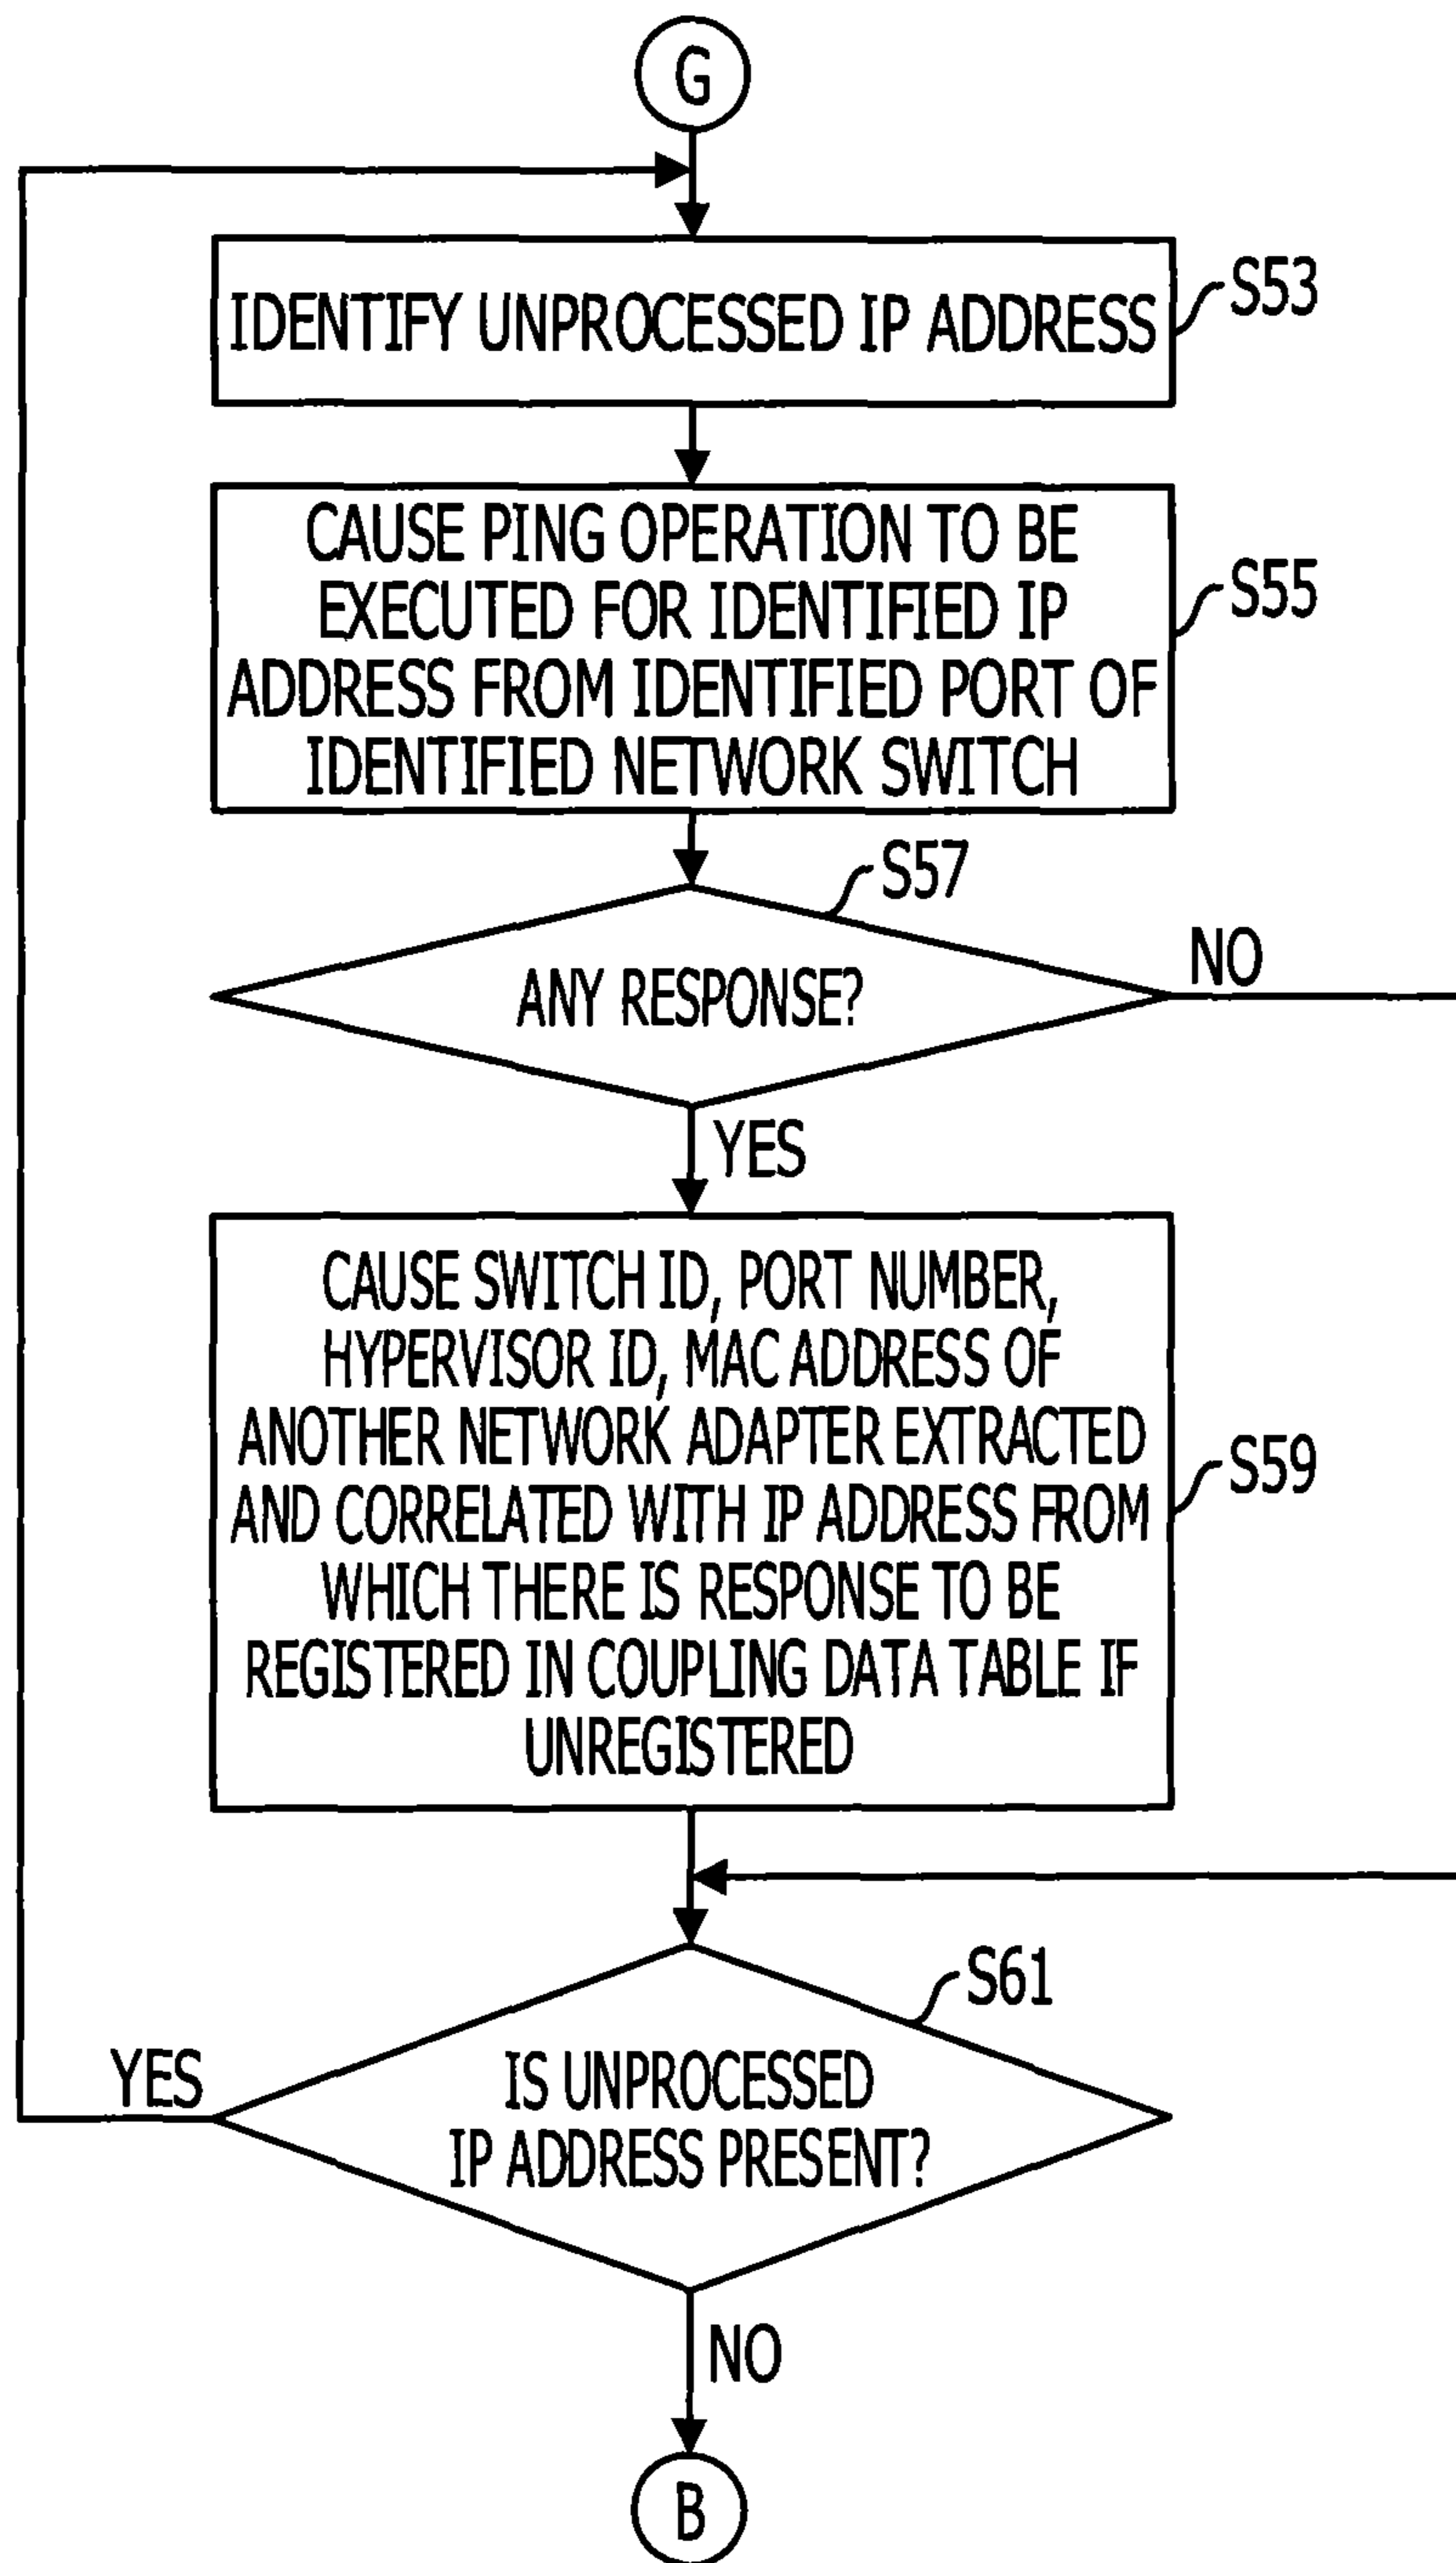 G
IDENTIFY UNPROCESSED IP ADDRESS
S53
CAUSE PING OPERATION TO BE
EXECUTED FOR IDENTIFIED IP
ADDRESS FROM IDENTIFIED PORT OF
IDENTIFIED NETWORK SWITCH
S55
S57
ANY RESPONSE?
NO
YES
CAUSE SWITCH ID, PORT NUMBER,
HYPERVISOR ID, MAC ADDRESS OF
ANOTHER NETWORK ADAPTER EXTRACTED
AND CORRELATED WITH IP ADDRESS FROM
WHICH THERE IS RESPONSE TO BE
REGISTERED IN COUPLING DATA TABLE IF
UNREGISTERED
S59
S61
YES
IS UNPROCESSED
IP ADDRESS PRESENT?
NO
B